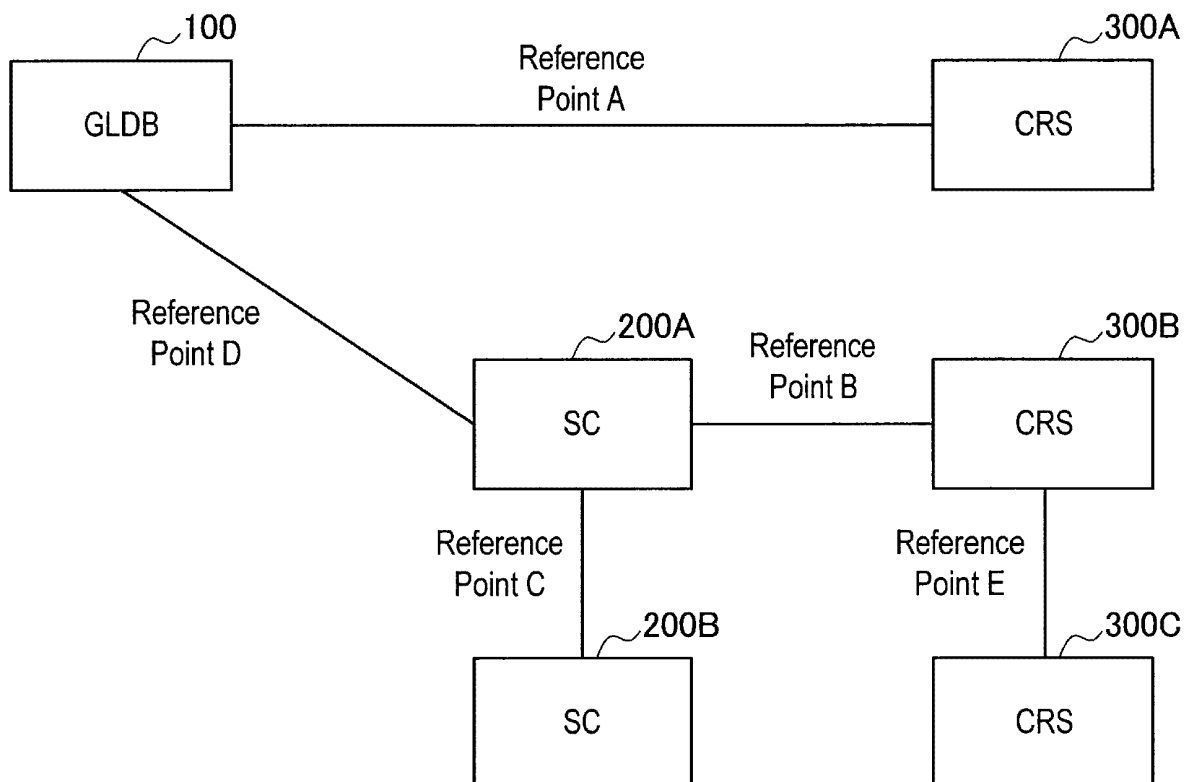 100
300A
Reference
Point A
GLDB
CRS
Reference
Point D
200A
Reference
Point B
300B
SC
CRS
Reference
Point C
Reference
Point E
200B
300C
SC
CRS